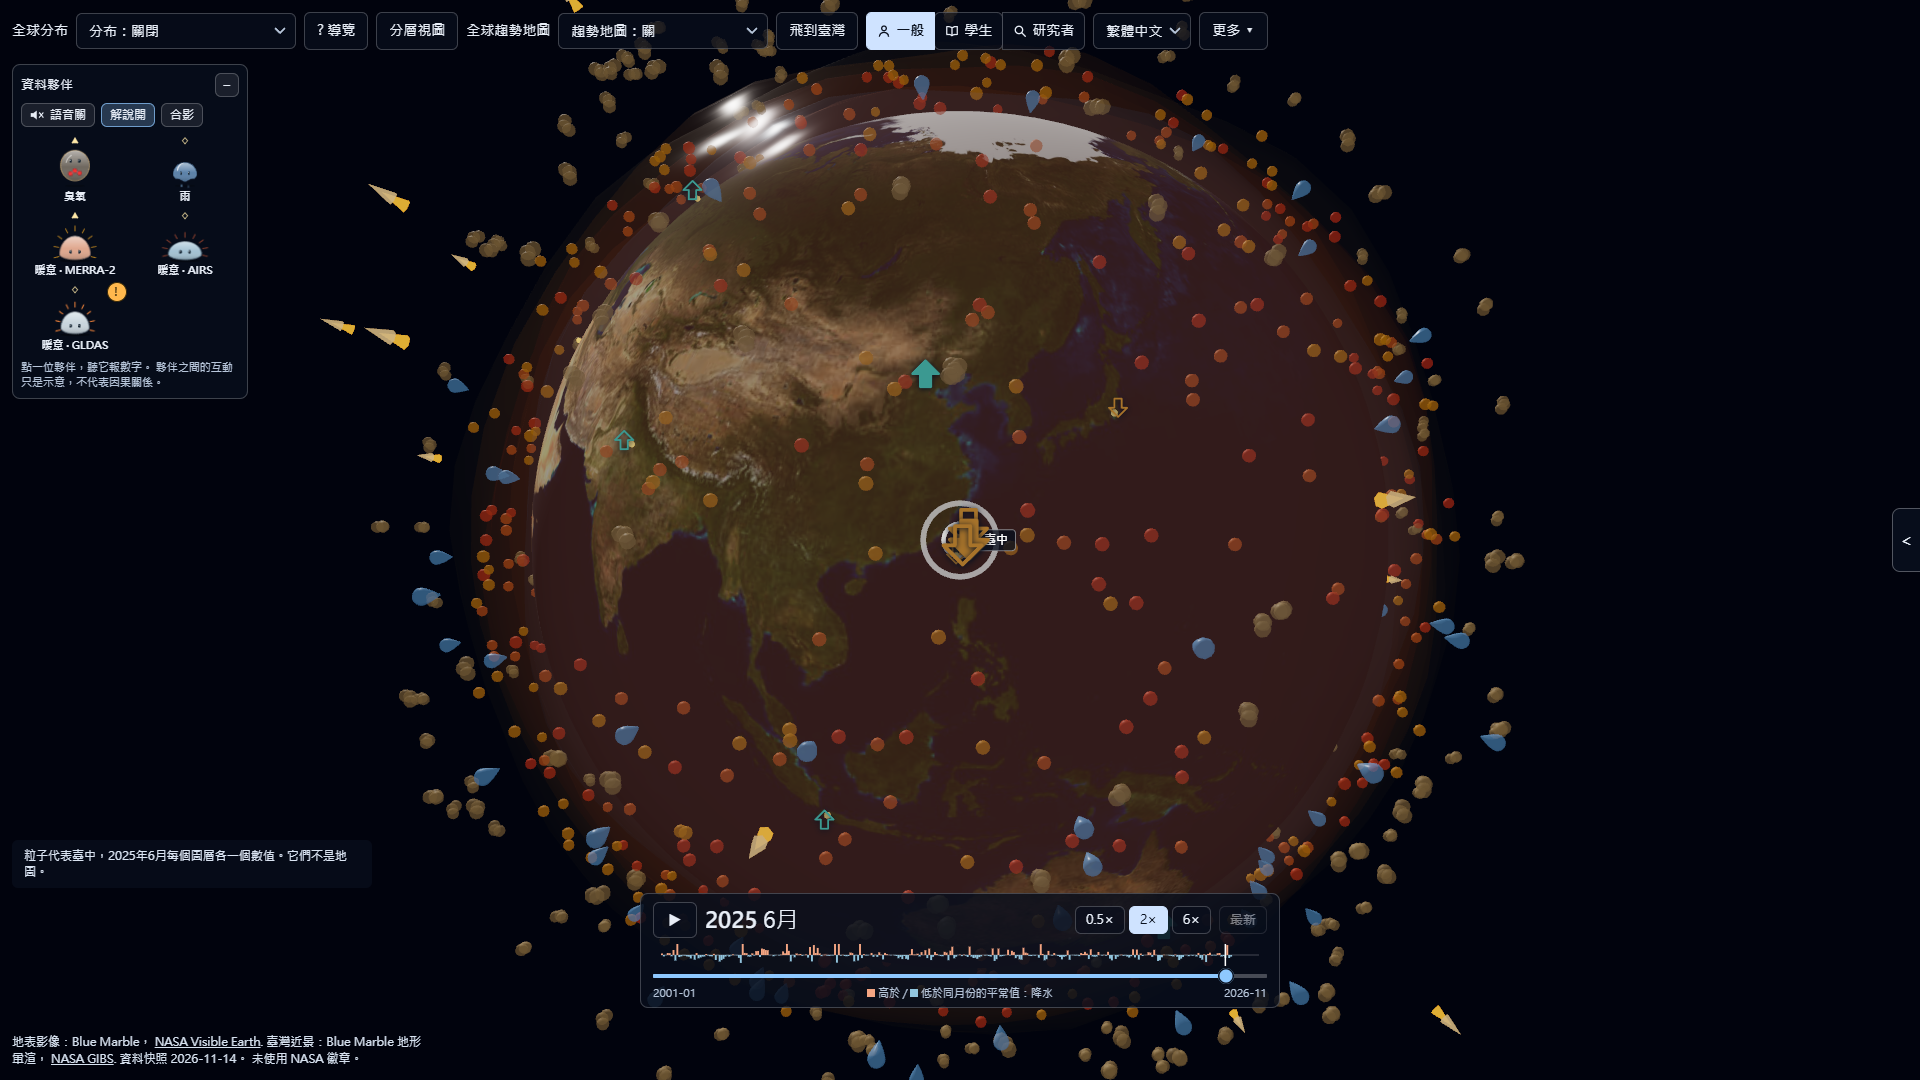 全球分布 分布：關閉 ? 導覽 分層視圖 全球趨勢地圖 趨勢地圖：關 飛到臺灣 一般 學生 研究者 繁體中文 更多
資料夥伴
語音關 解說開 合影
臭氧 雨
暖意 · MERRA-2 暖意 · AIRS
!
暖意 · GLDAS
點一位夥伴，聽它報數字。 夥伴之間的互動
只是示意，不代表因果關係。
臺中
<
粒子代表臺中，2025年6月每個圖層各一個數值。它們不是地
圖。
2025 6月 0.5× 2× 6× 最新
2001-01 高於 / 低於同月份的平常值：降水 2026-11
地表影像：Blue Marble， NASA Visible Earth. 臺灣近景：Blue Marble 地形
暈渲， NASA GIBS. 資料快照 2026-11-14。 未使用 NASA 徽章。